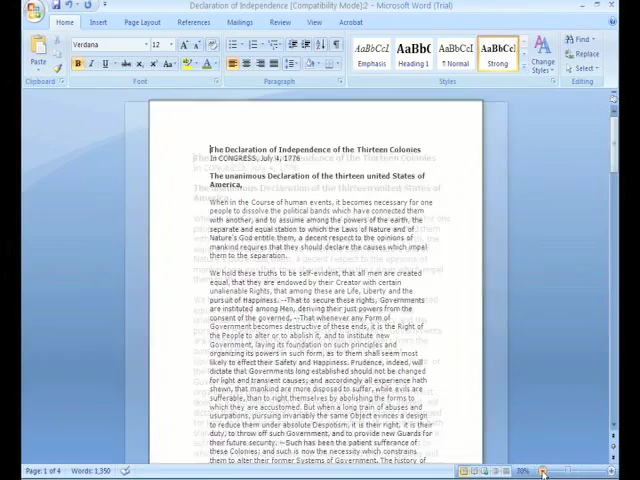 Declaration of Independence [Compatibility Mode]:2 - Microsoft Word (Trial)
Home Insert Page Layout References Mailings Review View Acrobat
Verdana 12
Paste
AaBbCcL AaBbC AaBbCcI AaBbCcl
Emphasis Heading 1 ¶ Normal Strong
Change Styles
Find
Replace
Select
Clipboard Font Paragraph Styles Editing
The Declaration of Independence of the Thirteen Colonies
In CONGRESS, July 4, 1776
The unanimous Declaration of the thirteen united States of
America,
When in the Course of human events, it becomes necessary for one
people to dissolve the political bands which have connected them
with another, and to assume among the powers of the earth, the
separate and equal station to which the Laws of Nature and of
Nature's God entitle them, a decent respect to the opinions of
mankind requires that they should declare the causes which impel
them to the separation.
We hold these truths to be self-evident, that all men are created
equal, that they are endowed by their Creator with certain
unalienable Rights, that among these are Life, Liberty and the
pursuit of Happiness. --That to secure these rights, Governments
are instituted among Men, deriving their just powers from the
consent of the governed, --That whenever any Form of
Government becomes destructive of these ends, it is the Right of
the People to alter or to abolish it, and to institute new
Government, laying its foundation on such principles and
organizing its powers in such form, as to them shall seem most
likely to effect their Safety and Happiness. Prudence, indeed, will
dictate that Governments long established should not be changed
for light and transient causes; and accordingly all experience hath
shewn, that mankind are more disposed to suffer, while evils are
sufferable, than to right themselves by abolishing the forms to
which they are accustomed. But when a long train of abuses and
usurpations, pursuing invariably the same Object evinces a design
to reduce them under absolute Despotism, it is their right, it is their
duty, to throw off such Government, and to provide new Guards for
their future security. --Such has been the patient sufferance of
these Colonies; and such is now the necessity which constrains
them to alter their former Systems of Government. The history of
Page: 1 of 4 Words: 1,350 70%